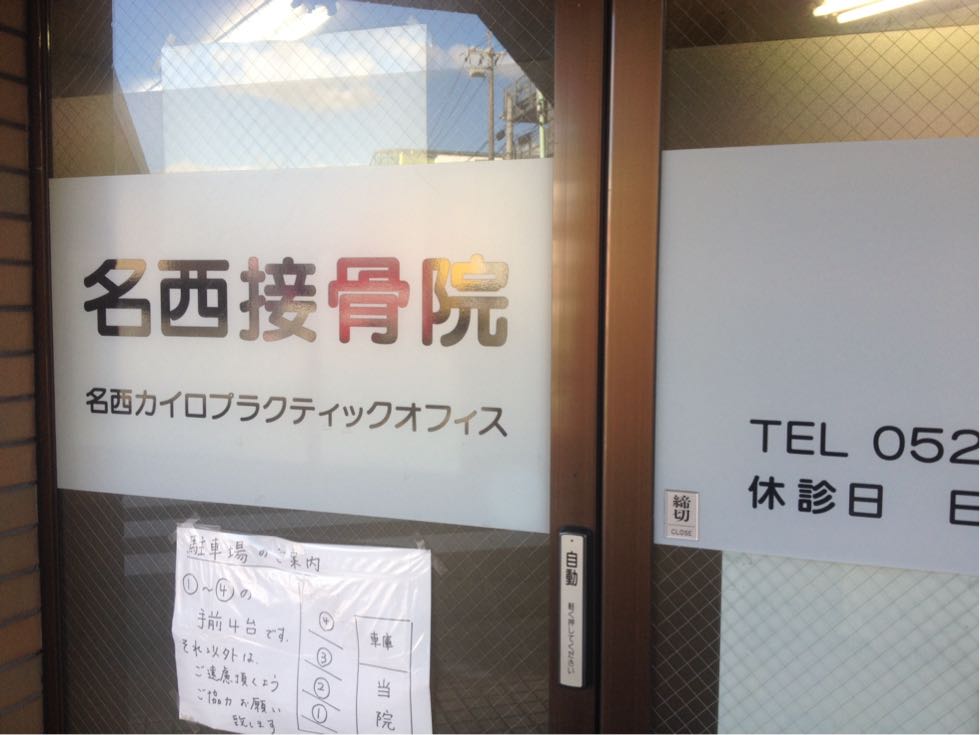 名西接骨院
名西カイロプラクティックオフィス
TEL 052
休診日 日
締切
CLOSE
自動
軽く押してください
駐車場のご案内
①～④の
手前4台です.
それ以外は、
ご遠慮頂くよう
ご協力お願い
致します
④
③
②
①
車庫
当院